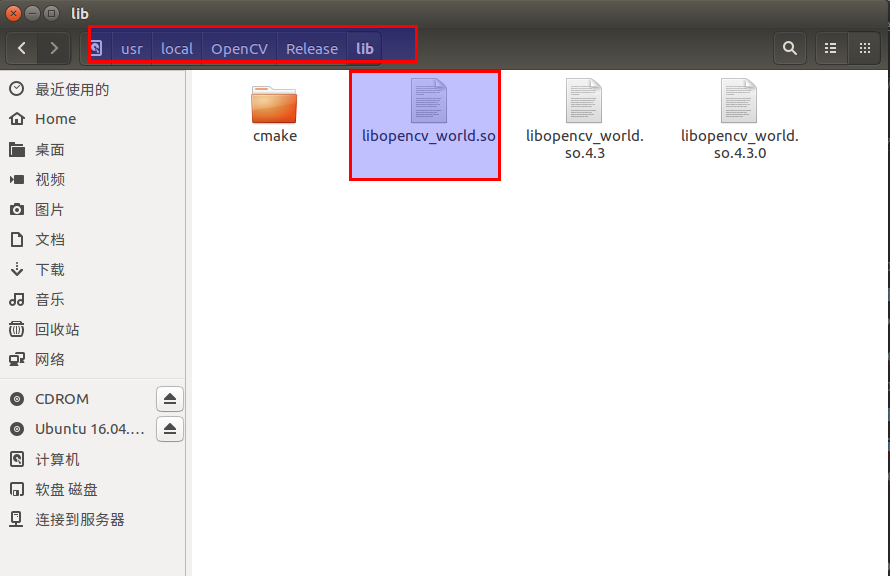 lib
usr local OpenCV Release lib
最近使用的
Home
桌面
视频
图片
文档
下载
音乐
回收站
网络
CDROM
Ubuntu 16.04....
计算机
软盘 磁盘
连接到服务器
cmake
libopencv_world.so
libopencv_world.
so.4.3
libopencv_world.
so.4.3.0